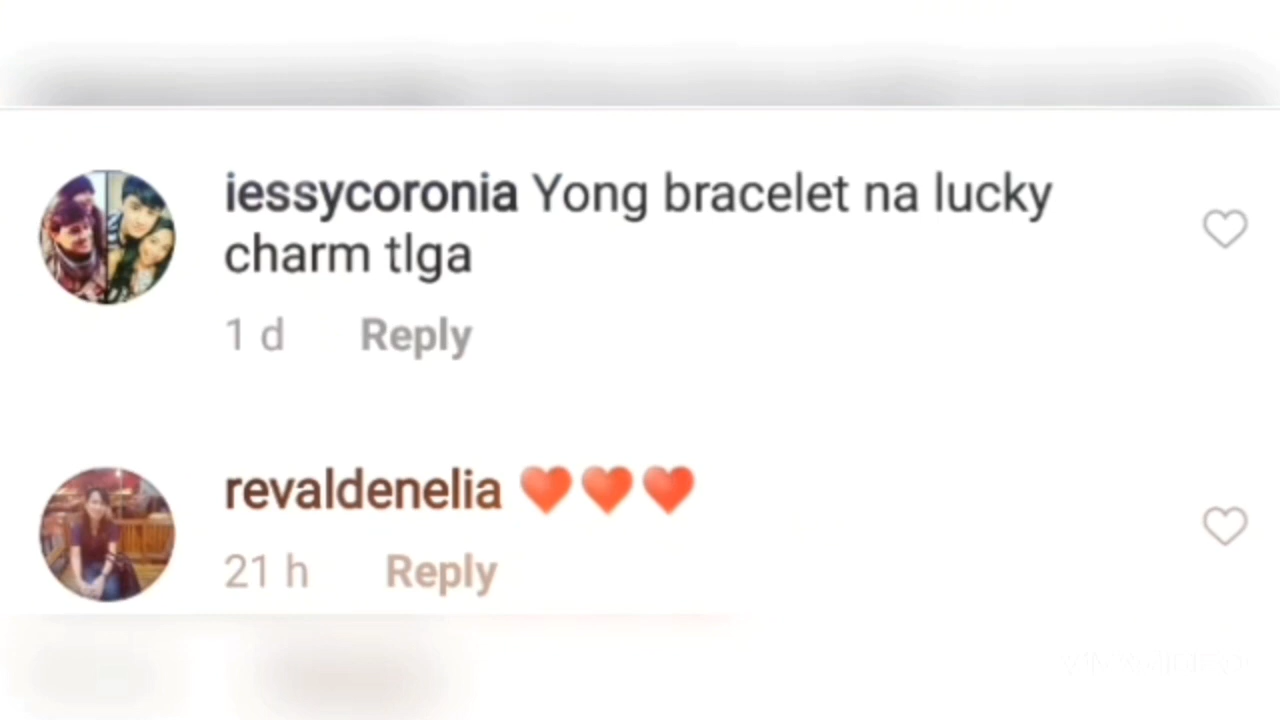 iessycoronia Yong bracelet na lucky
charm tlga
1 d Reply
revaldenelia ♥♥♥
21 h Reply